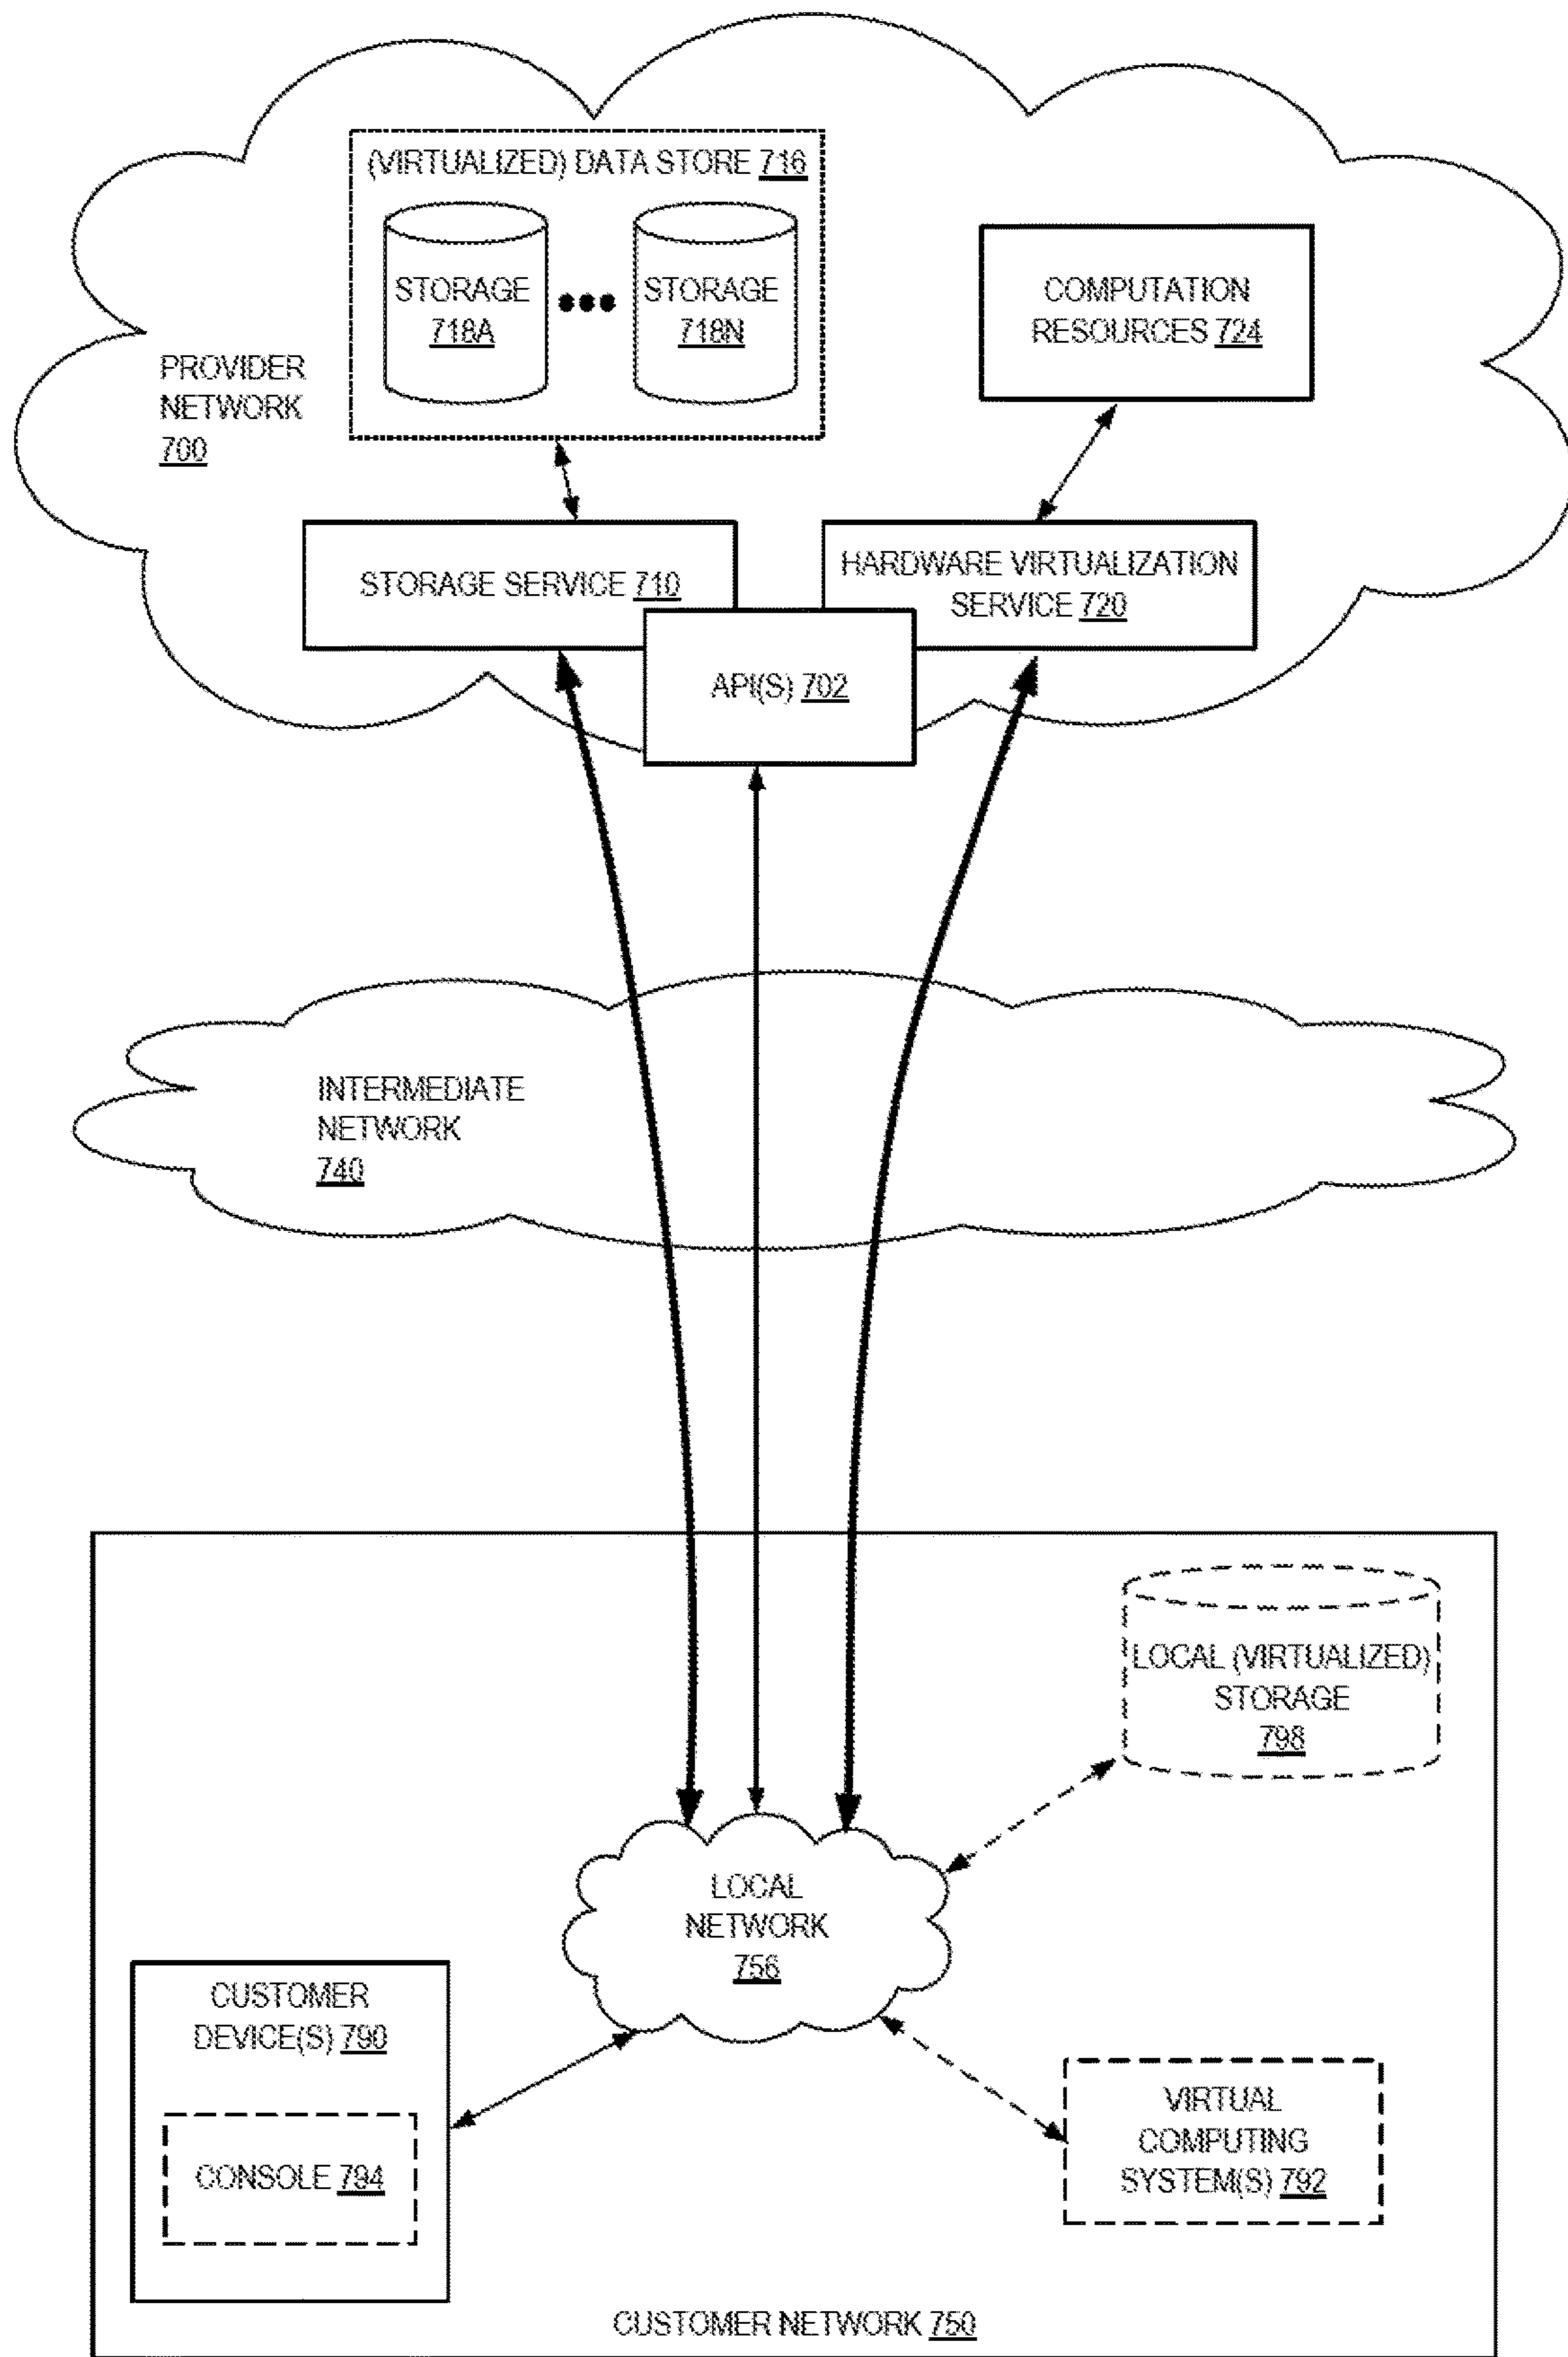 (VIRTUALIZED) DATA STORE 716
STORAGE
718A
STORAGE
718N
COMPUTATION
RESOURCES 724
PROVIDER
NETWORK
700
STORAGE SERVICE 710
HARDWARE VIRTUALIZATION
SERVICE 720
API(S) 702
INTERMEDIATE
NETWORK
740
LOCAL (VIRTUALIZED)
STORAGE
798
LOCAL
NETWORK
756
CUSTOMER
DEVICE(S) 790
CONSOLE 794
VIRTUAL
COMPUTING
SYSTEM(S) 792
CUSTOMER NETWORK 750